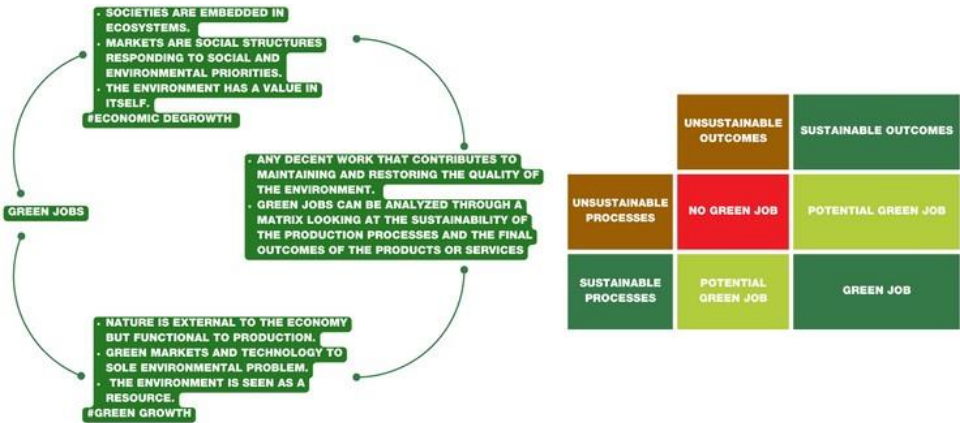 • SOCIETIES ARE EMBEDDED IN
ECOSYSTEMS.
• MARKETS ARE SOCIAL STRUCTURES
RESPONDING TO SOCIAL AND
ENVIRONMENTAL PRIORITIES.
• THE ENVIRONMENT HAS A VALUE IN
ITSELF.
#ECONOMIC DEGROWTH
GREEN JOBS
• ANY DECENT WORK THAT CONTRIBUTES TO
MAINTAINING AND RESTORING THE QUALITY OF
THE ENVIRONMENT.
• GREEN JOBS CAN BE ANALYZED THROUGH A
MATRIX LOOKING AT THE SUSTAINABILITY OF
THE PRODUCTION PROCESSES AND THE FINAL
OUTCOMES OF THE PRODUCTS OR SERVICES
• NATURE IS EXTERNAL TO THE ECONOMY
BUT FUNCTIONAL TO PRODUCTION.
• GREEN MARKETS AND TECHNOLOGY TO
SOLE ENVIRONMENTAL PROBLEM.
• THE ENVIRONMENT IS SEEN AS A
RESOURCE.
#GREEN GROWTH
UNSUSTAINABLE
OUTCOMES
SUSTAINABLE OUTCOMES
UNSUSTAINABLE
PROCESSES
NO GREEN JOB
POTENTIAL GREEN JOB
SUSTAINABLE
PROCESSES
POTENTIAL
GREEN JOB
GREEN JOB